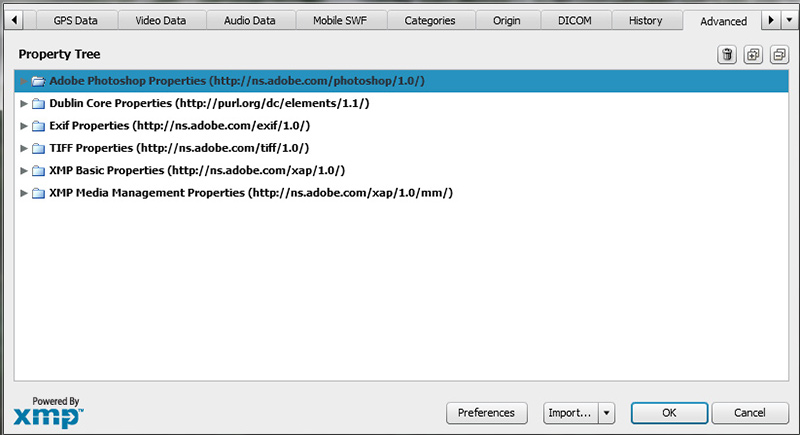 GPS Data Video Data Audio Data Mobile SWF Categories Origin DICOM History Advanced
Property Tree
Adobe Photoshop Properties (http://ns.adobe.com/photoshop/1.0/)
Dublin Core Properties (http://purl.org/dc/elements/1.1/)
Exif Properties (http://ns.adobe.com/exif/1.0/)
TIFF Properties (http://ns.adobe.com/tiff/1.0/)
XMP Basic Properties (http://ns.adobe.com/xap/1.0/)
XMP Media Management Properties (http://ns.adobe.com/xap/1.0/mm/)
Powered By
xmp™
Preferences Import... OK Cancel